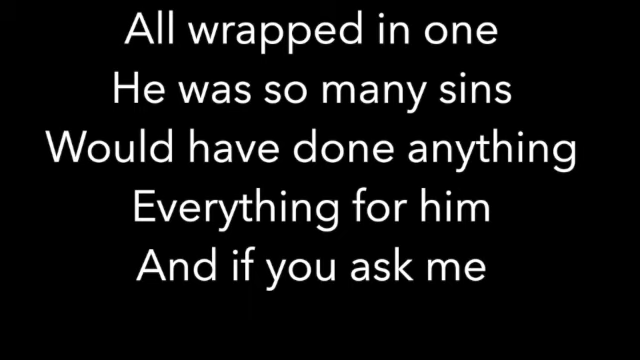 All wrapped in one
He was so many sins
Would have done anything
Everything for him
And if you ask me